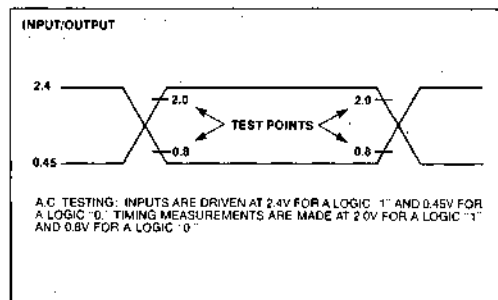 INPUT/OUTPUT
2.4
2.0
2.0
TEST POINTS
0.8
0.8
0.45
A.C TESTING: INPUTS ARE DRIVEN AT 2.4V FOR A LOGIC "1" AND 0.45V FOR
A LOGIC "0." TIMING MEASUREMENTS ARE MADE AT 2.0V FOR A LOGIC "1"
AND 0.8V FOR A LOGIC "0"